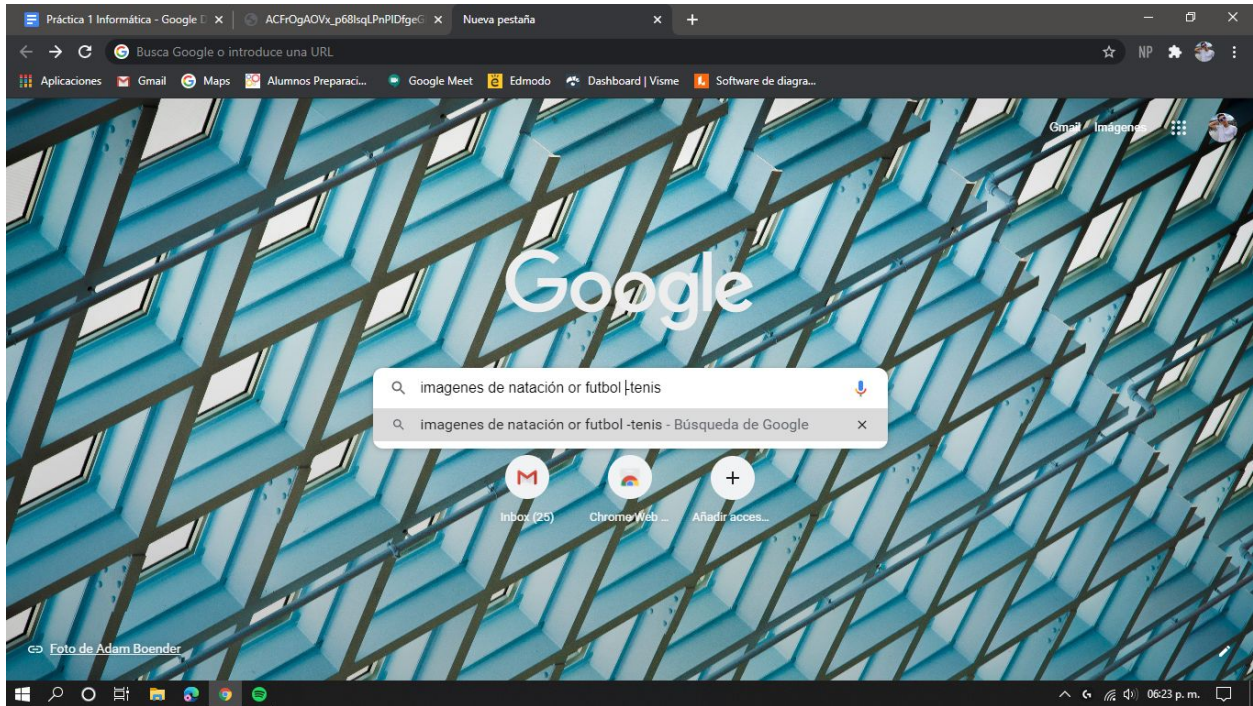 Práctica 1 Informática - Google D
ACFrOgAOVx_p68lsqLPnPIDfgeG
Nueva pestaña
Busca Google o introduce una URL
NP
Aplicaciones
Gmail
Maps
Alumnos Preparaci...
Google Meet
Edmodo
Dashboard | Visme
Software de diagra...
Gmail
Imágenes
Google
imagenes de natación or futbol -tenis
imagenes de natación or futbol -tenis - Búsqueda de Google
Inbox (25)
Chrome Web ...
Añadir acces...
Foto de Adam Boender
06:23 p. m.